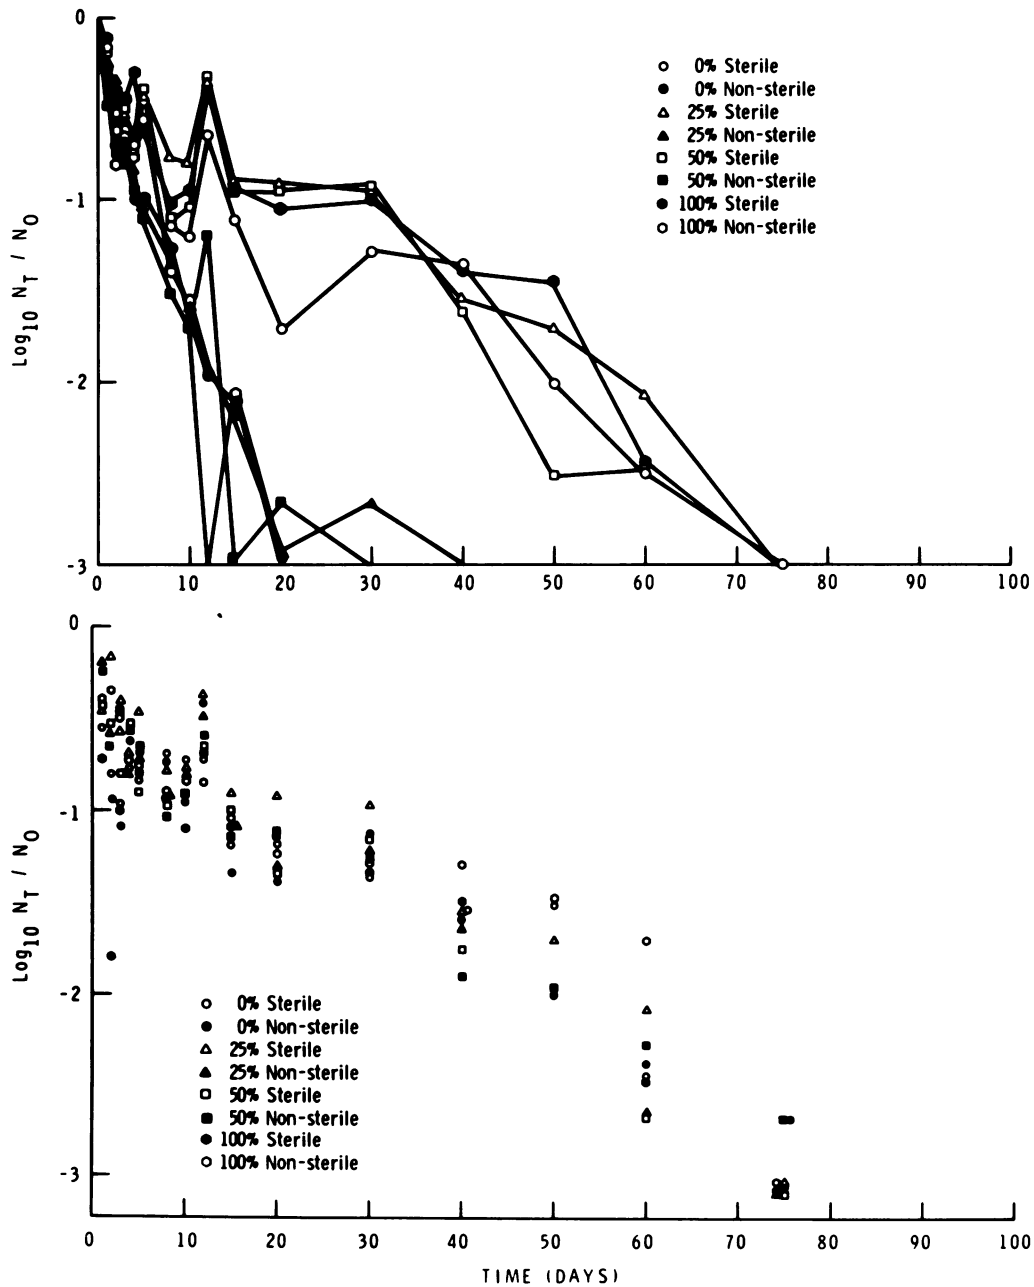 0
-1
-2
-3
Log10 NT / NO
○ 0% Sterile
● 0% Non-sterile
△ 25% Sterile
▲ 25% Non-sterile
□ 50% Sterile
■ 50% Non-sterile
● 100% Sterile
○ 100% Non-sterile
0 10 20 30 40 50 60 70 80 90 100
0
-1
-2
-3
Log10 NT / NO
○ 0% Sterile
● 0% Non-sterile
△ 25% Sterile
▲ 25% Non-sterile
□ 50% Sterile
■ 50% Non-sterile
● 100% Sterile
○ 100% Non-sterile
0 10 20 30 40 50 60 70 80 90 100
TIME (DAYS)